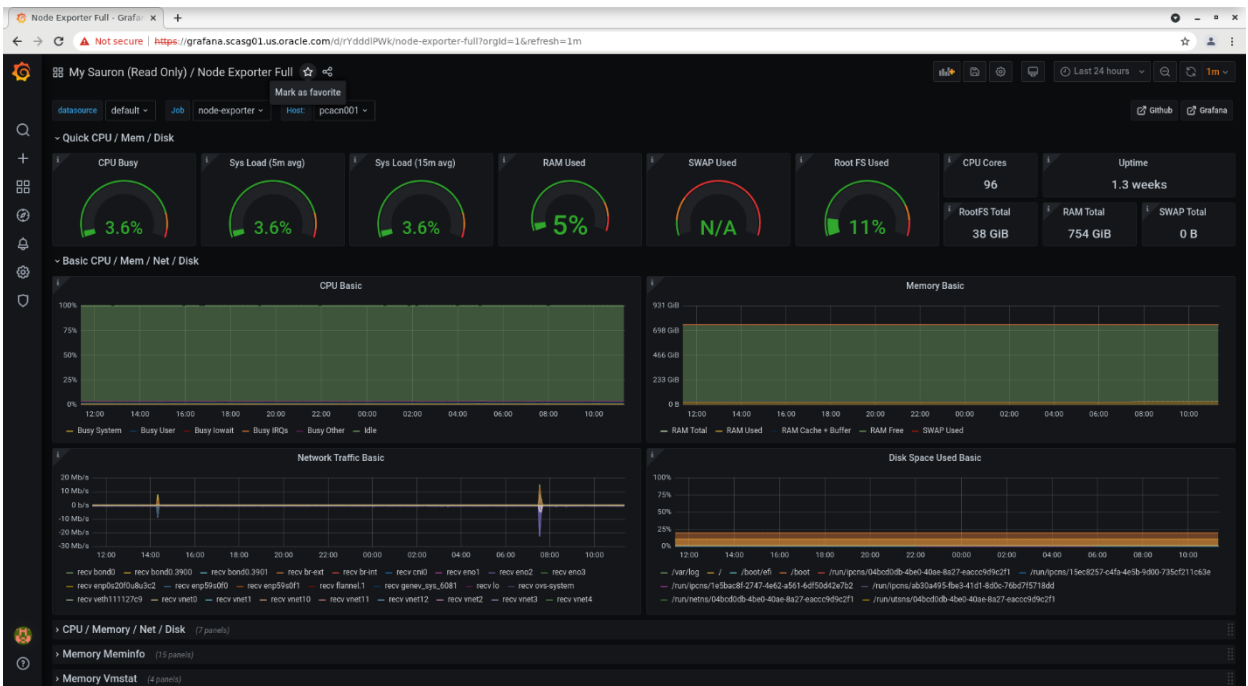 Node Exporter Full - Grafan
Not secure | https://grafana.scasg01.us.oracle.com/d/rYdddlPWk/node-exporter-full?orgId=1&refresh=1m
My Sauron (Read Only) / Node Exporter Full
Last 24 hours
1m
Mark as favorite
datasource default Job node-exporter Host: pcacn001
Github Grafana
Quick CPU / Mem / Disk
CPU Busy
3.6%
Sys Load (5m avg)
3.6%
Sys Load (15m avg)
3.6%
RAM Used
5%
SWAP Used
N/A
Root FS Used
11%
CPU Cores
96
Uptime
1.3 weeks
RootFS Total
38 GiB
RAM Total
754 GiB
SWAP Total
0 B
Basic CPU / Mem / Net / Disk
CPU Basic
100%
75%
50%
25%
0%
12:00 14:00 16:00 18:00 20:00 22:00 00:00 02:00 04:00 06:00 08:00 10:00
Busy System Busy User Busy Iowait Busy IRQs Busy Other Idle
Memory Basic
931 GiB
698 GiB
466 GiB
233 GiB
0 B
12:00 14:00 16:00 18:00 20:00 22:00 00:00 02:00 04:00 06:00 08:00 10:00
RAM Total RAM Used RAM Cache + Buffer RAM Free SWAP Used
Network Traffic Basic
20 Mb/s
10 Mb/s
0 b/s
-10 Mb/s
-20 Mb/s
-30 Mb/s
12:00 14:00 16:00 18:00 20:00 22:00 00:00 02:00 04:00 06:00 08:00 10:00
recv bond0 recv bond0.3900 recv bond0.3901 recv br-ext recv br-int recv cni0 recv eno1 recv eno2 recv eno3
recv enp0s20f0u8u3c2 recv enp59s0f0 recv enp59s0f1 recv flannel.1 recv genev_sys_6081 recv lo recv ovs-system
recv veth111127c9 recv vnet0 recv vnet1 recv vnet10 recv vnet11 recv vnet12 recv vnet2 recv vnet3 recv vnet4
Disk Space Used Basic
100%
75%
50%
25%
0%
12:00 14:00 16:00 18:00 20:00 22:00 00:00 02:00 04:00 06:00 08:00 10:00
/var/log / /boot/efi /boot /run/ipcns/04bcd0db-4be0-40ae-8a27-eaccc9d9c2f1 /run/ipcns/15ec8257-c4fa-4e5b-9d00-735cf211c63e
/run/ipcns/1e5bac8f-2747-4e62-a561-6df50d42e7b2 /run/ipcns/ab30a495-fbe3-41d1-8d0c-76bd7f5718dd
/run/netns/04bcd0db-4be0-40ae-8a27-eaccc9d9c2f1 /run/utsns/04bcd0db-4be0-40ae-8a27-eaccc9d9c2f1
CPU / Memory / Net / Disk (7 panels)
Memory Meminfo (15 panels)
Memory Vmstat (4 panels)